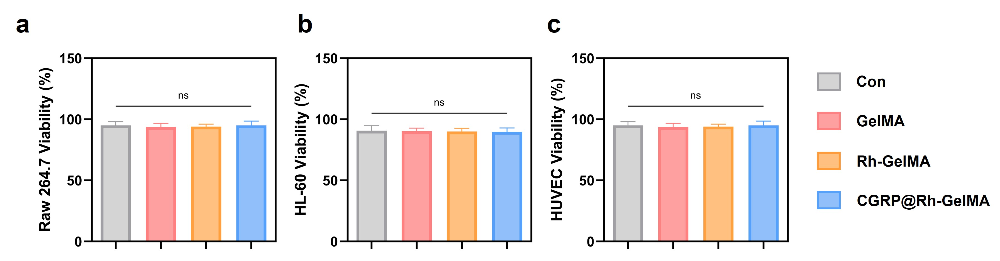 a
b
c
Raw 264.7 Viability (%)
150
100
50
0
ns
HL-60 Viability (%)
150
100
50
0
ns
HUVEC Viability (%)
150
100
50
0
ns
Con
GelMA
Rh-GelMA
CGRP@Rh-GelMA